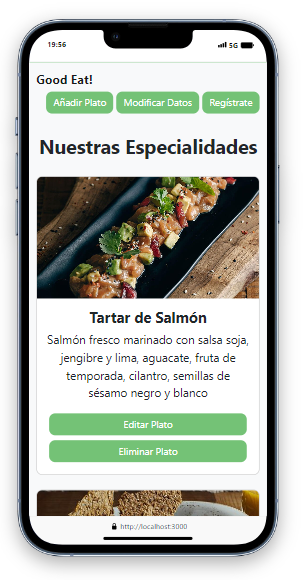 19:56
5G
Good Eat!
Añadir Plato
Modificar Datos
Regístrate
Nuestras Especialidades
Tartar de Salmón
Salmón fresco marinado con salsa soja,
jengibre y lima, aguacate, fruta de
temporada, cilantro, semillas de
sésamo negro y blanco
Editar Plato
Eliminar Plato
http://localhost:3000